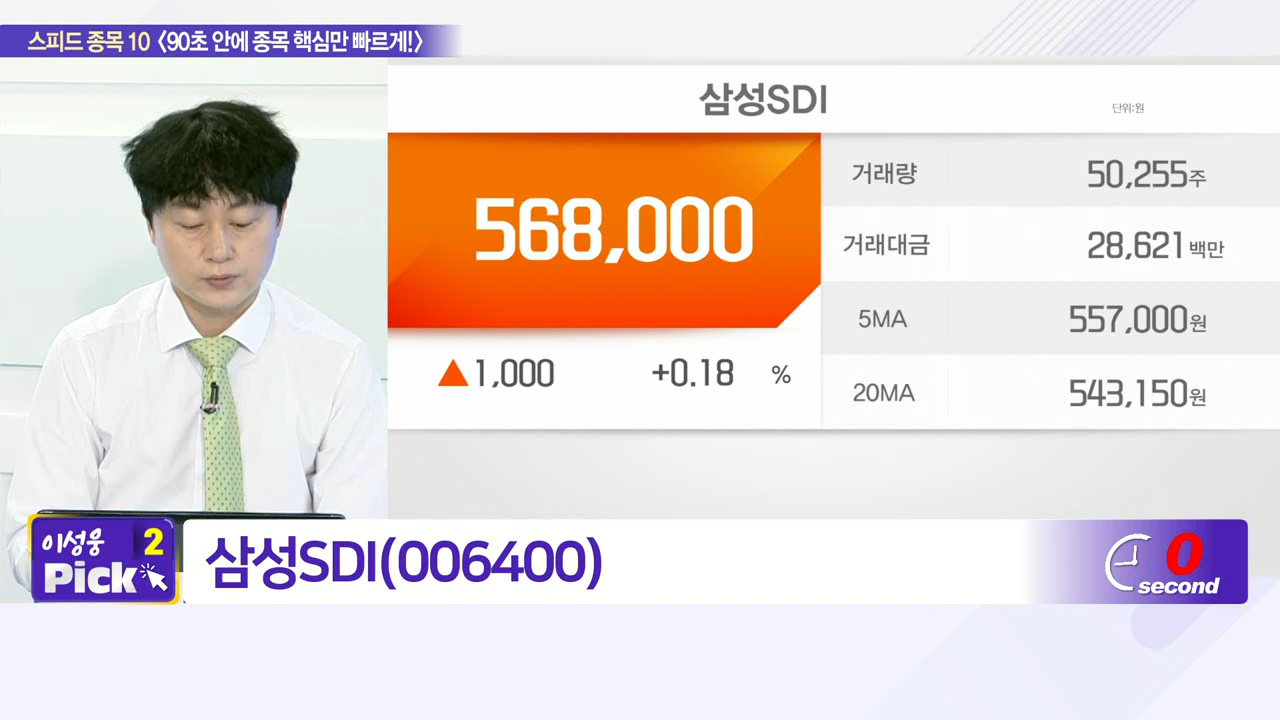 스피드 종목 10 <90초 안에 종목 핵심만 빠르게!>
삼성SDI
단위:원
568,000
▲1,000 +0.18 %
거래량 50,255주
거래대금 28,621백만
5MA 557,000원
20MA 543,150원
이성웅 2
Pick
삼성SDI(006400)
0
second